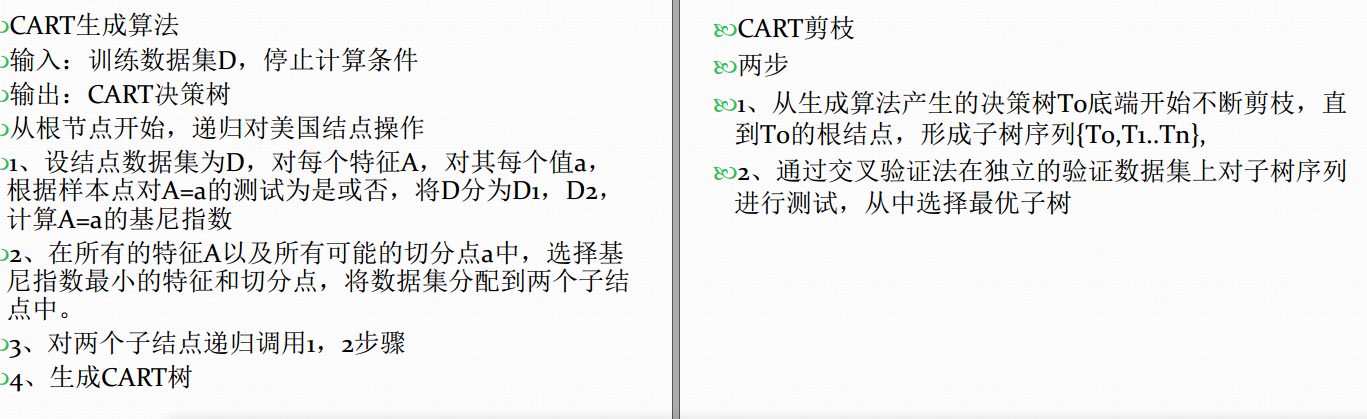 CART生成算法
输入：训练数据集D，停止计算条件
输出：CART决策树
从根节点开始，递归对美国结点操作
1、设结点数据集为D，对每个特征A，对其每个值a，
根据样本点对A=a的测试为是或否，将D分为D1，D2，
计算A=a的基尼指数
2、在所有的特征A以及所有可能的切分点a中，选择基
尼指数最小的特征和切分点，将数据集分配到两个子结
点中。
3、对两个子结点递归调用1，2步骤
4、生成CART树
CART剪枝
两步
1、从生成算法产生的决策树T0底端开始不断剪枝，直
到T0的根结点，形成子树序列{T0,T1..Tn},
2、通过交叉验证法在独立的验证数据集上对子树序列
进行测试，从中选择最优子树